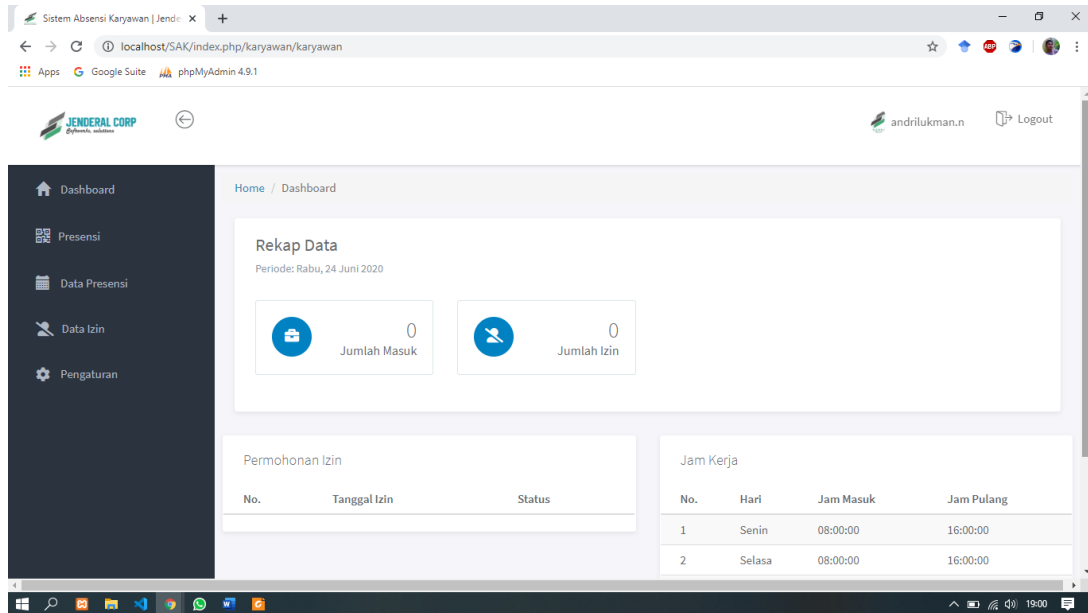 Sistem Absensi Karyawan | Jende
localhost/SAK/index.php/karyawan/karyawan
ABP
Apps Google Suite phpMyAdmin 4.9.1
JENDERAL CORP
andrilukman.n Logout
Dashboard
Presensi
Data Presensi
Data Izin
Pengaturan
Home / Dashboard
Rekap Data
Periode: Rabu, 24 Juni 2020
0
Jumlah Masuk
0
Jumlah Izin
Permohonan Izin
No. Tanggal Izin Status
Jam Kerja
No. Hari Jam Masuk Jam Pulang
1 Senin 08:00:00 16:00:00
2 Selasa 08:00:00 16:00:00
19:00